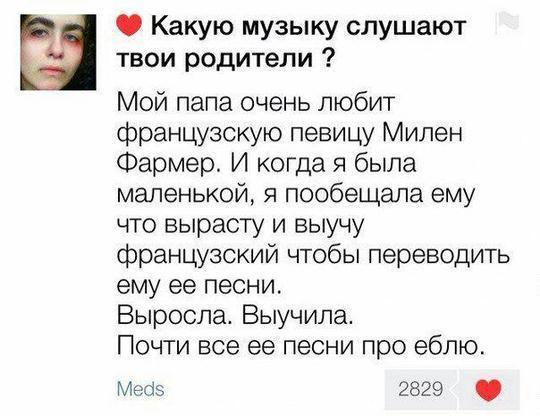 Какую музыку слушают
твои родители ?
Мой папа очень любит
французскую певицу Милен
Фармер. И когда я была
маленькой, я пообещала ему
что вырасту и выучу
французский чтобы переводить
ему ее песни.
Выросла. Выучила.
Почти все ее песни про еблю.
Meds 2829